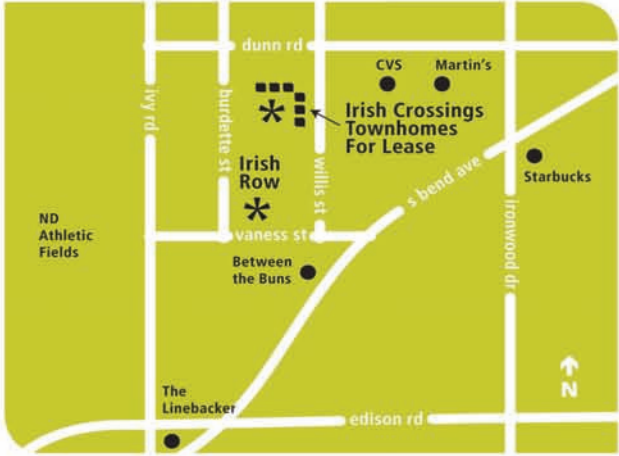 dunn rd
CVS
Martin's
ivy rd
burdette st
Irish Crossings
Townhomes
For Lease
willis st
Irish
Row
s bend ave
Starbucks
ironwood dr
ND
Athletic
Fields
vaness st
Between
the Buns
N
The
Linebacker
edison rd